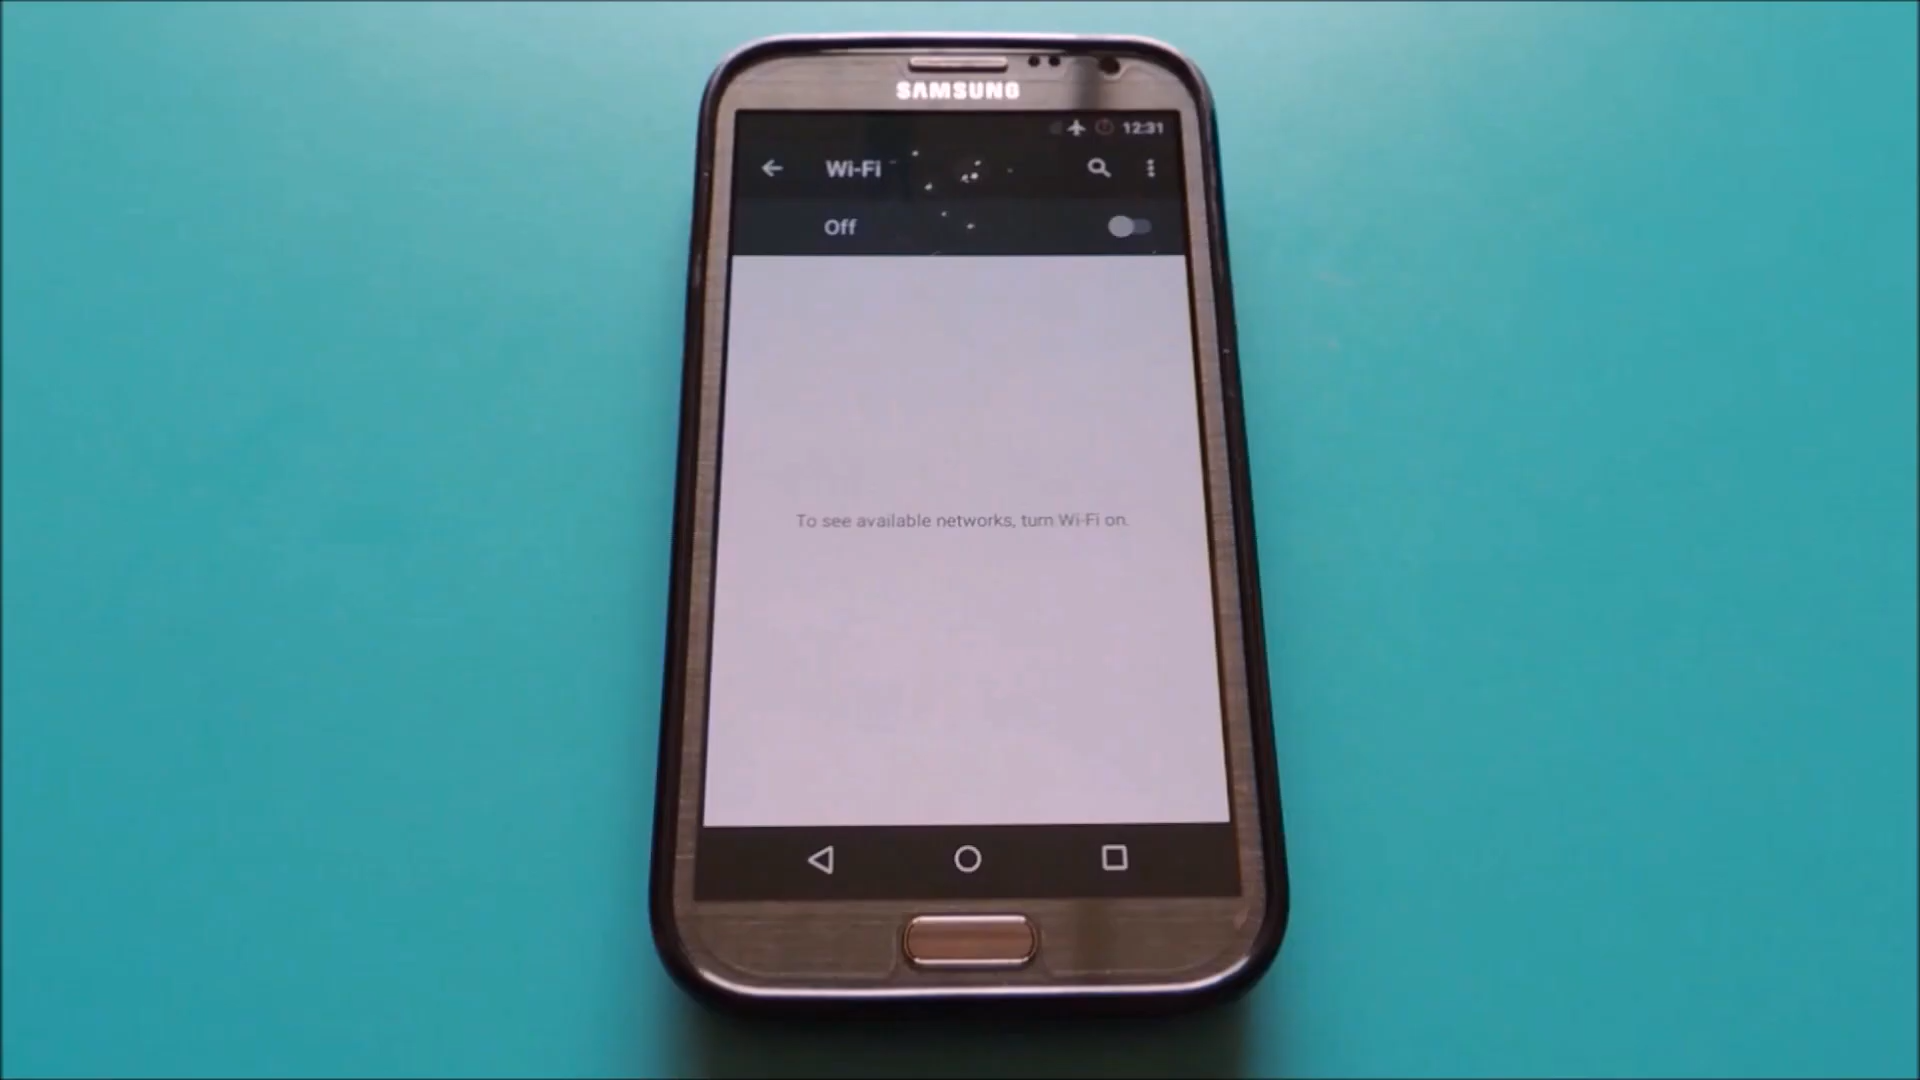 SAMSUNG
12:31
Wi-Fi
Off
To see available networks, turn Wi-Fi on.